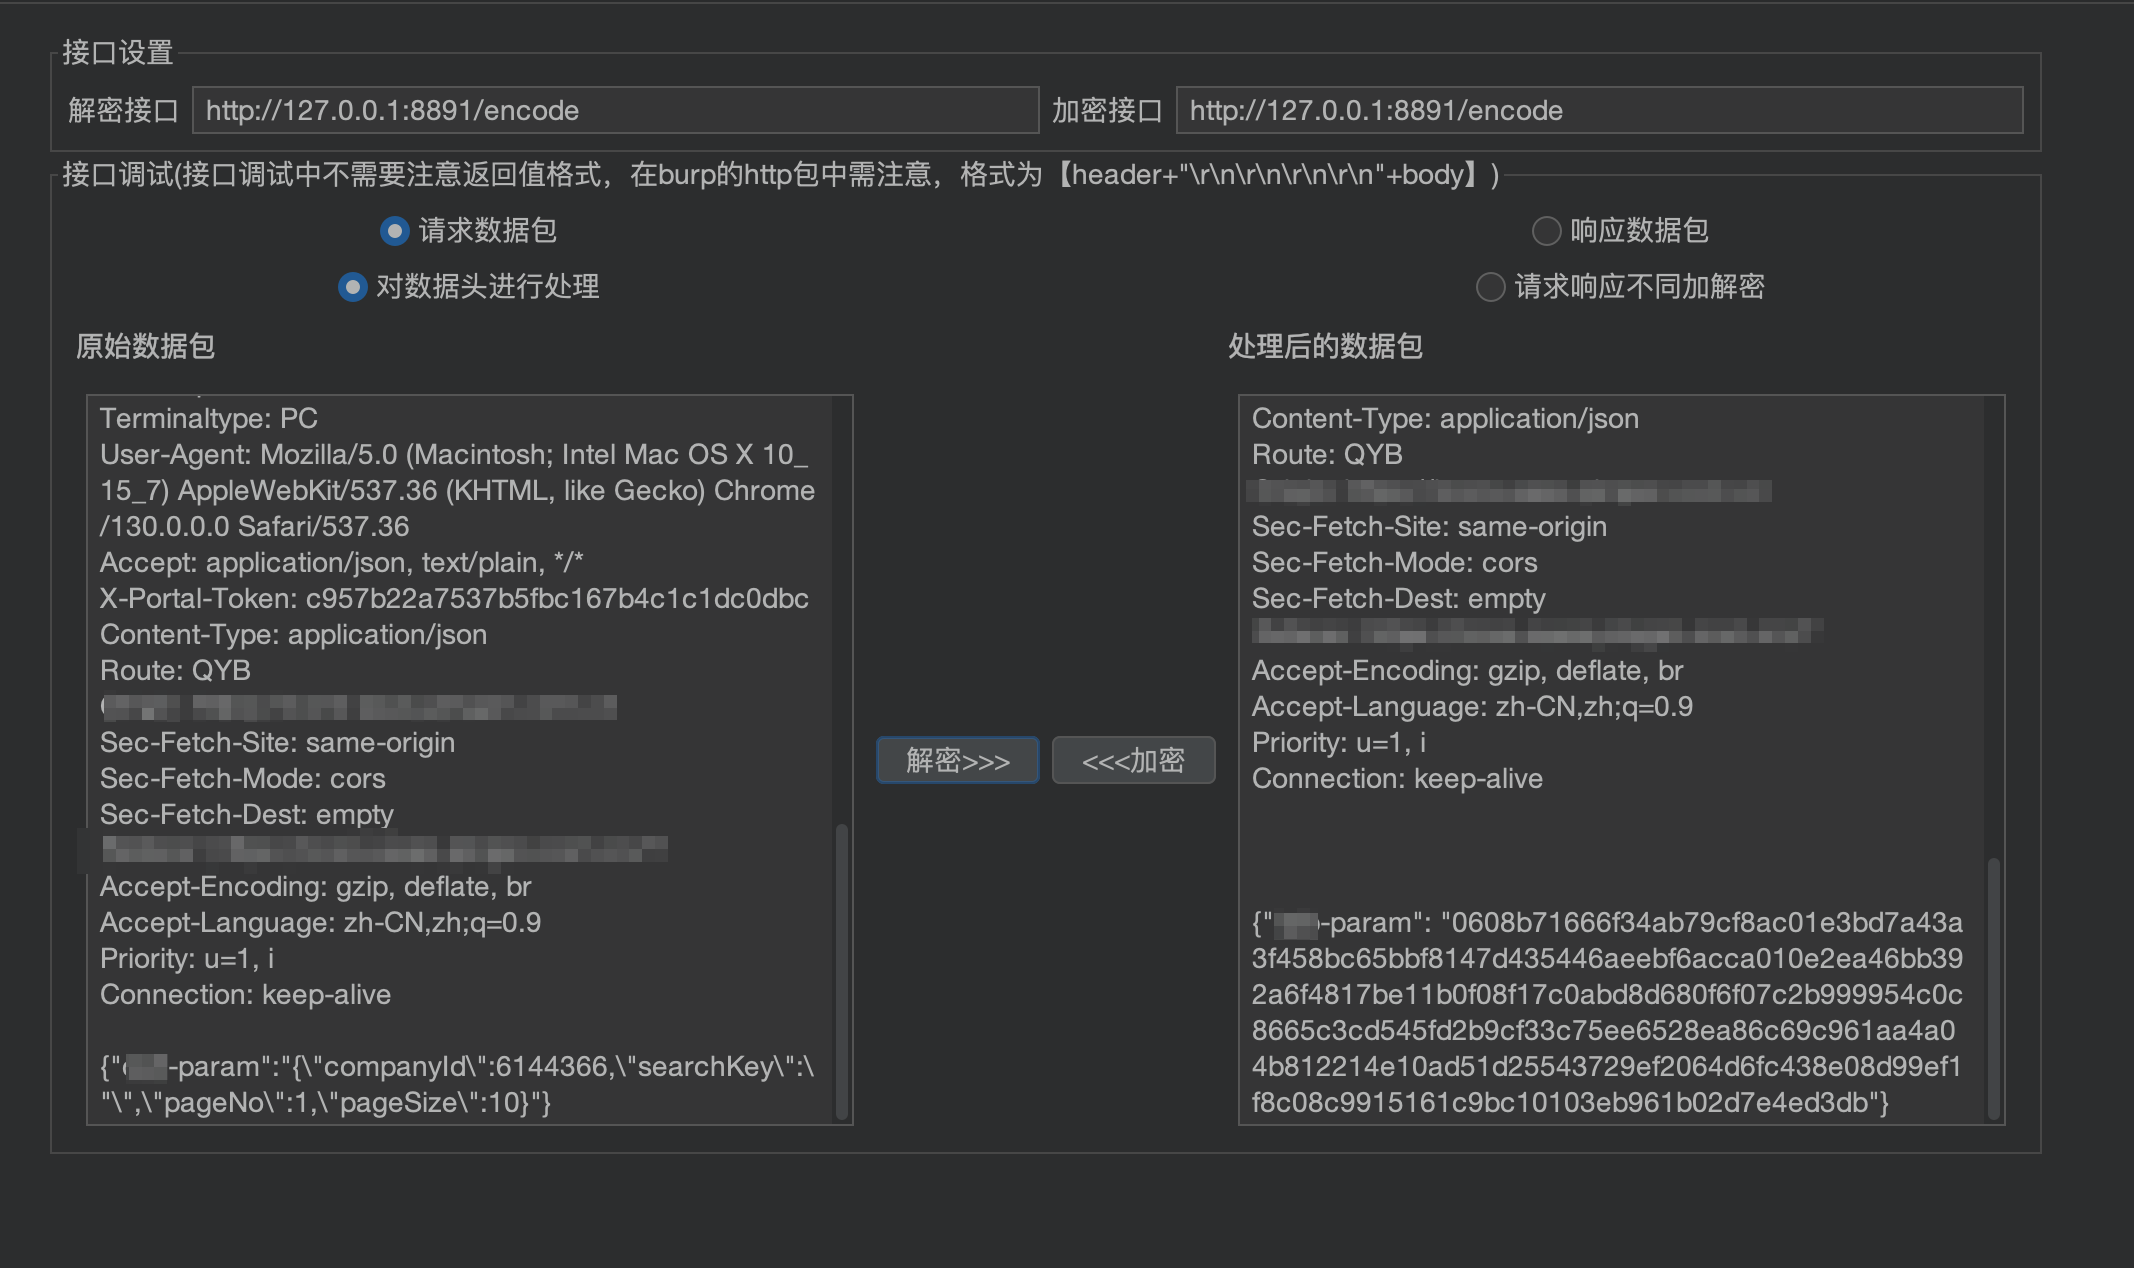 接口设置
解密接口 http://127.0.0.1:8891/encode 加密接口 http://127.0.0.1:8891/encode
接口调试(接口调试中不需要注意返回值格式，在burp的http包中需注意，格式为【header+"\r\n\r\n\r\n\r\n"+body】)
请求数据包 响应数据包
对数据头进行处理 请求响应不同加解密
原始数据包
Terminaltype: PC
User-Agent: Mozilla/5.0 (Macintosh; Intel Mac OS X 10_
15_7) AppleWebKit/537.36 (KHTML, like Gecko) Chrome
/130.0.0.0 Safari/537.36
Accept: application/json, text/plain, */*
X-Portal-Token: c957b22a7537b5fbc167b4c1c1dc0dbc
Content-Type: application/json
Route: QYB
Sec-Fetch-Site: same-origin
Sec-Fetch-Mode: cors
Sec-Fetch-Dest: empty
Accept-Encoding: gzip, deflate, br
Accept-Language: zh-CN,zh;q=0.9
Priority: u=1, i
Connection: keep-alive
{"-param":"{\"companyId\":6144366,\"searchKey\":\
"\",\"pageNo\":1,\"pageSize\":10}"}
解密>>> <<<加密
处理后的数据包
Content-Type: application/json
Route: QYB
Sec-Fetch-Site: same-origin
Sec-Fetch-Mode: cors
Sec-Fetch-Dest: empty
Accept-Encoding: gzip, deflate, br
Accept-Language: zh-CN,zh;q=0.9
Priority: u=1, i
Connection: keep-alive
{"-param": "0608b71666f34ab79cf8ac01e3bd7a43a
3f458bc65bbf8147d435446aeebf6acca010e2ea46bb39
2a6f4817be11b0f08f17c0abd8d680f6f07c2b999954c0c
8665c3cd545fd2b9cf33c75ee6528ea86c69c961aa4a0
4b812214e10ad51d25543729ef2064d6fc438e08d99ef1
f8c08c9915161c9bc10103eb961b02d7e4ed3db"}